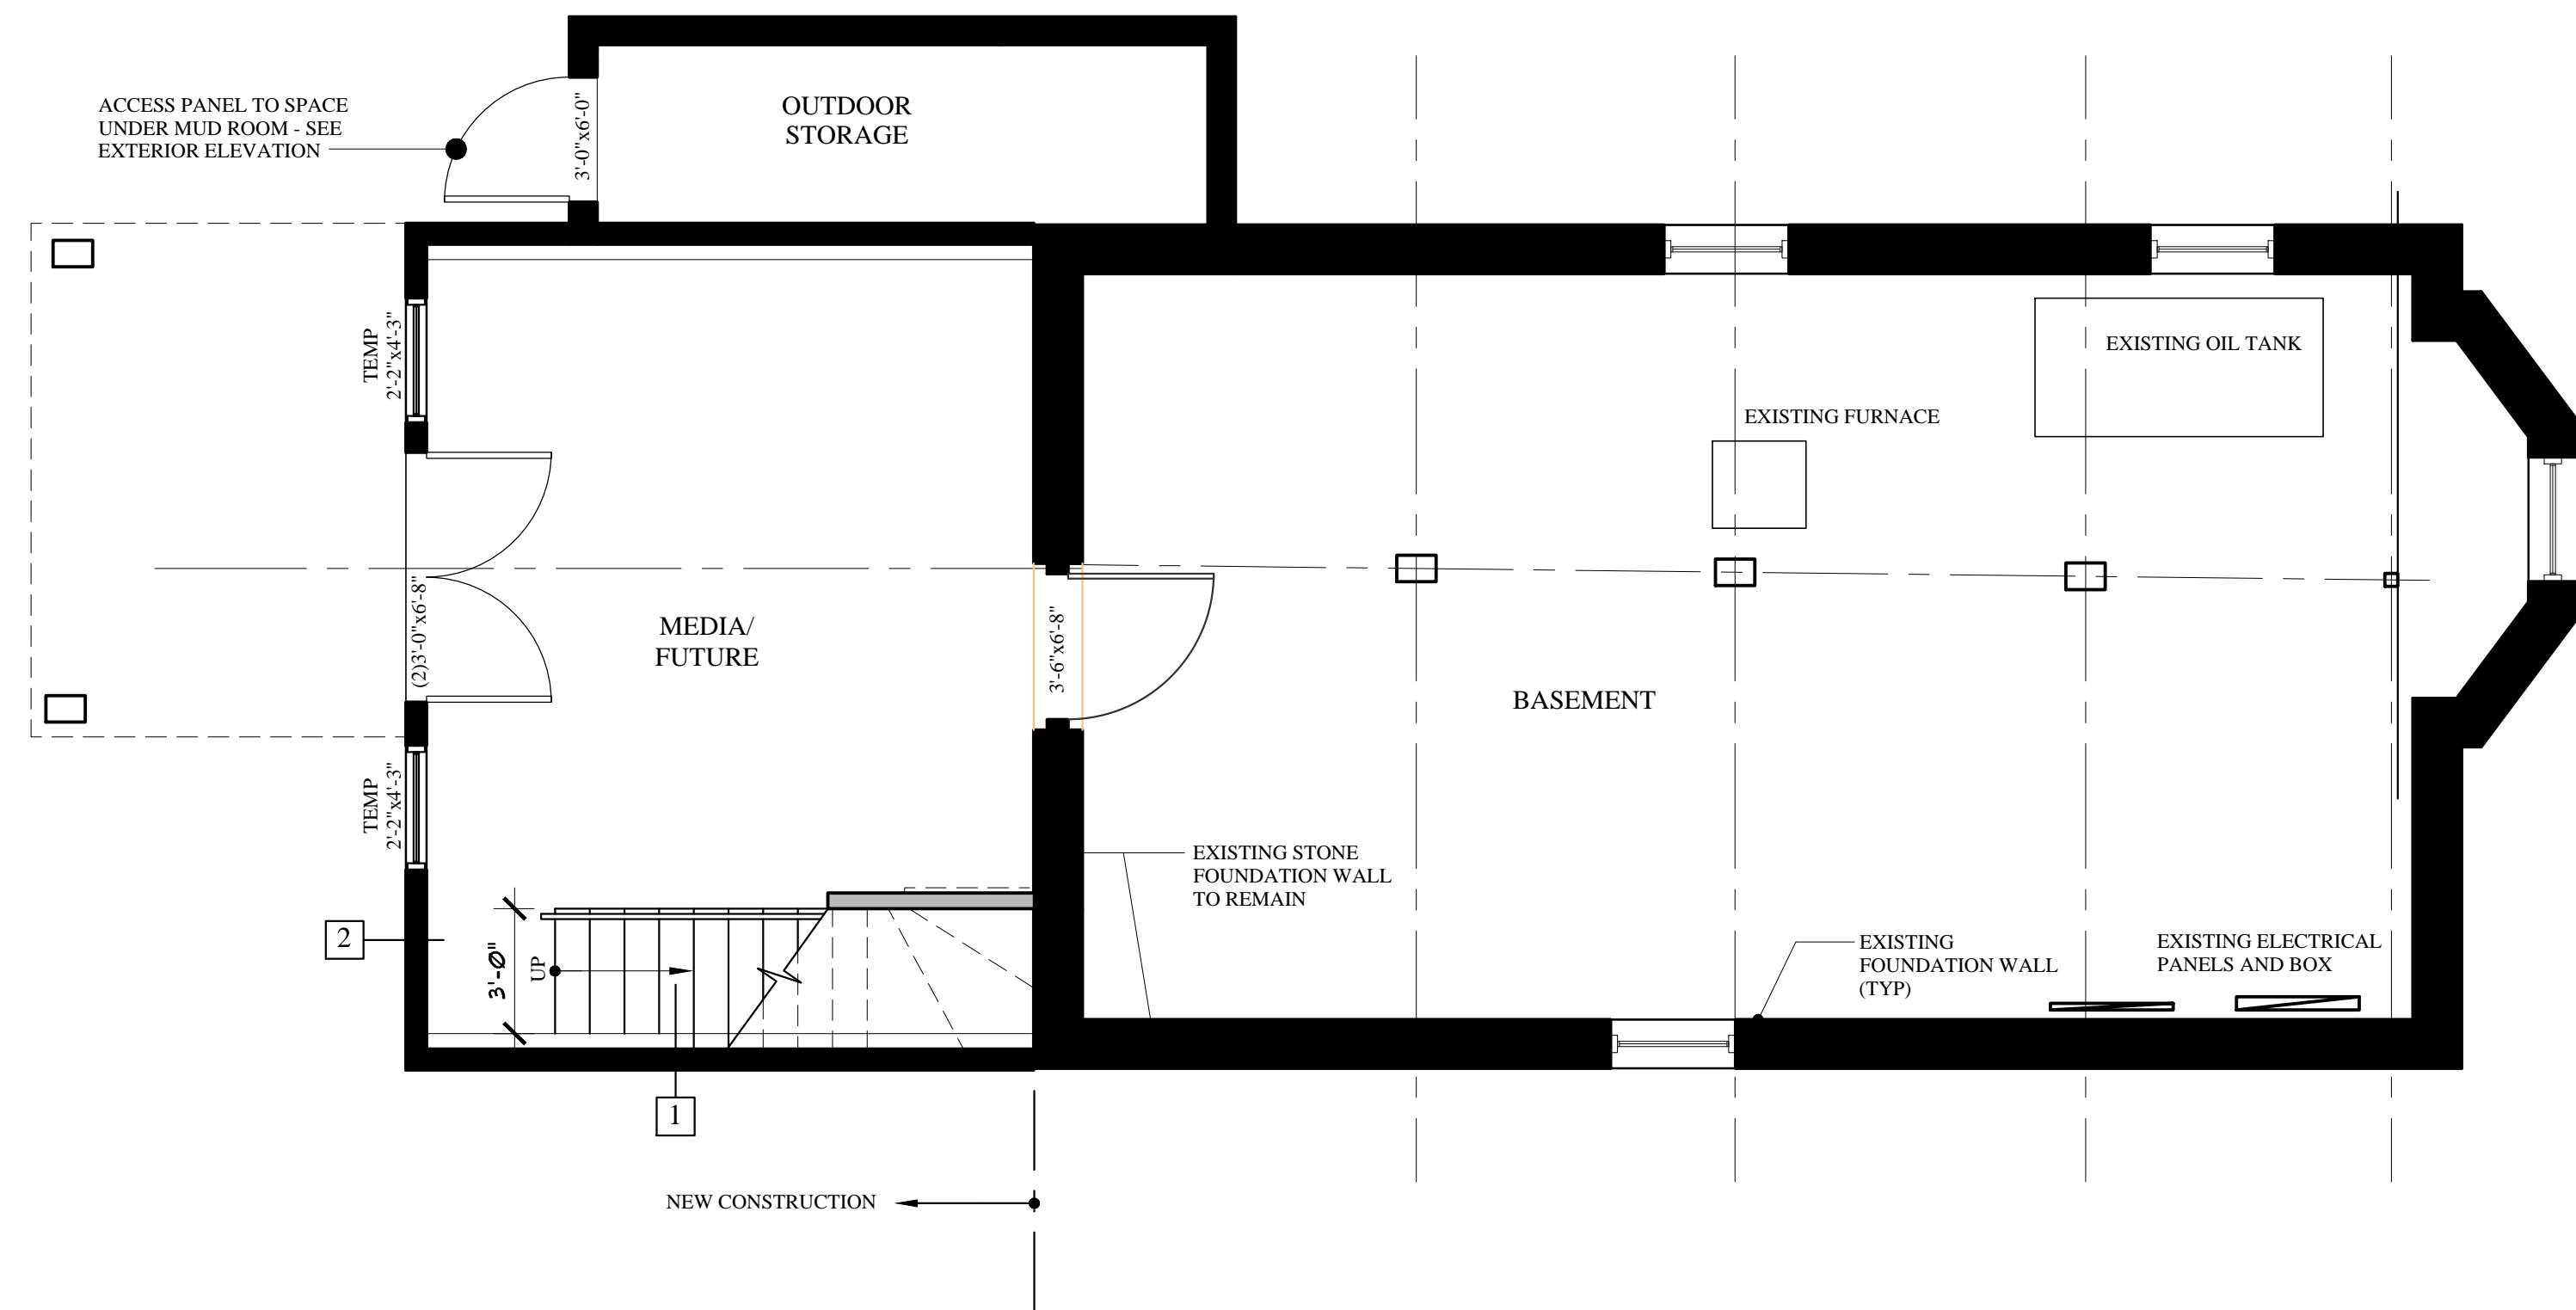 ACCESS PANEL TO SPACE
UNDER MUD ROOM - SEE
EXTERIOR ELEVATION
3'-0"x6'-0"
OUTDOOR
STORAGE
TEMP
2'-2"x4'-3"
EXISTING OIL TANK
EXISTING FURNACE
(2)3'-0"x6'-8"
MEDIA/
FUTURE
3'-6"x6'-8"
BASEMENT
TEMP
2'-2"x4'-3"
EXISTING STONE
FOUNDATION WALL
TO REMAIN
2
3'-0"
UP
EXISTING
FOUNDATION WALL
(TYP)
EXISTING ELECTRICAL
PANELS AND BOX
1
NEW CONSTRUCTION